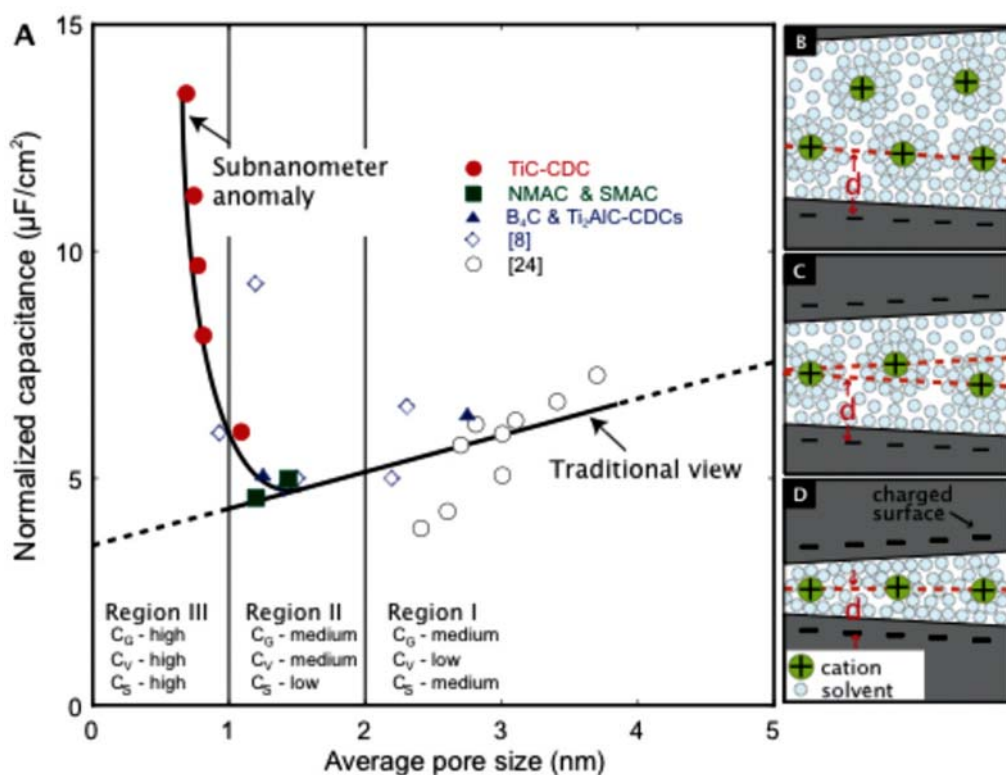 A
15
10
5
0
Normalized capacitance (µF/cm²)
Subnanometer
anomaly
TiC-CDC
NMAC & SMAC
B₄C & Ti₂AlC-CDCs
[8]
[24]
Traditional view
Region III
C_G - high
C_V - high
C_S - high
Region II
C_G - medium
C_V - medium
C_S - low
Region I
C_G - medium
C_V - low
C_S - medium
0 1 2 3 4 5
Average pore size (nm)
B
d
C
d
D
charged
surface
d
cation
solvent